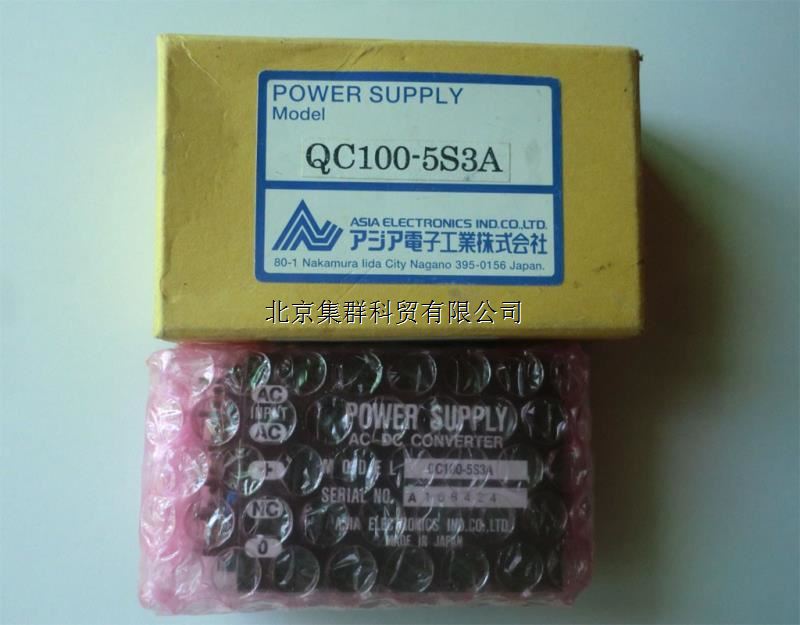 POWER SUPPLY
Model
QC100-5S3A
ASIA ELECTRONICS IND.CO.,LTD.
アジア電子工業株式会社
80-1 Nakamura Iida City Nagano 395-0156 Japan.
北京集群科贸有限公司
AC
INPUT
AC
+
NC
0
POWER SUPPLY
AC-DC CONVERTER
MODEL QC100-5S3A
SERIAL NO. A108424
ASIA ELECTRONICS IND.CO.,LTD.
MADE IN JAPAN